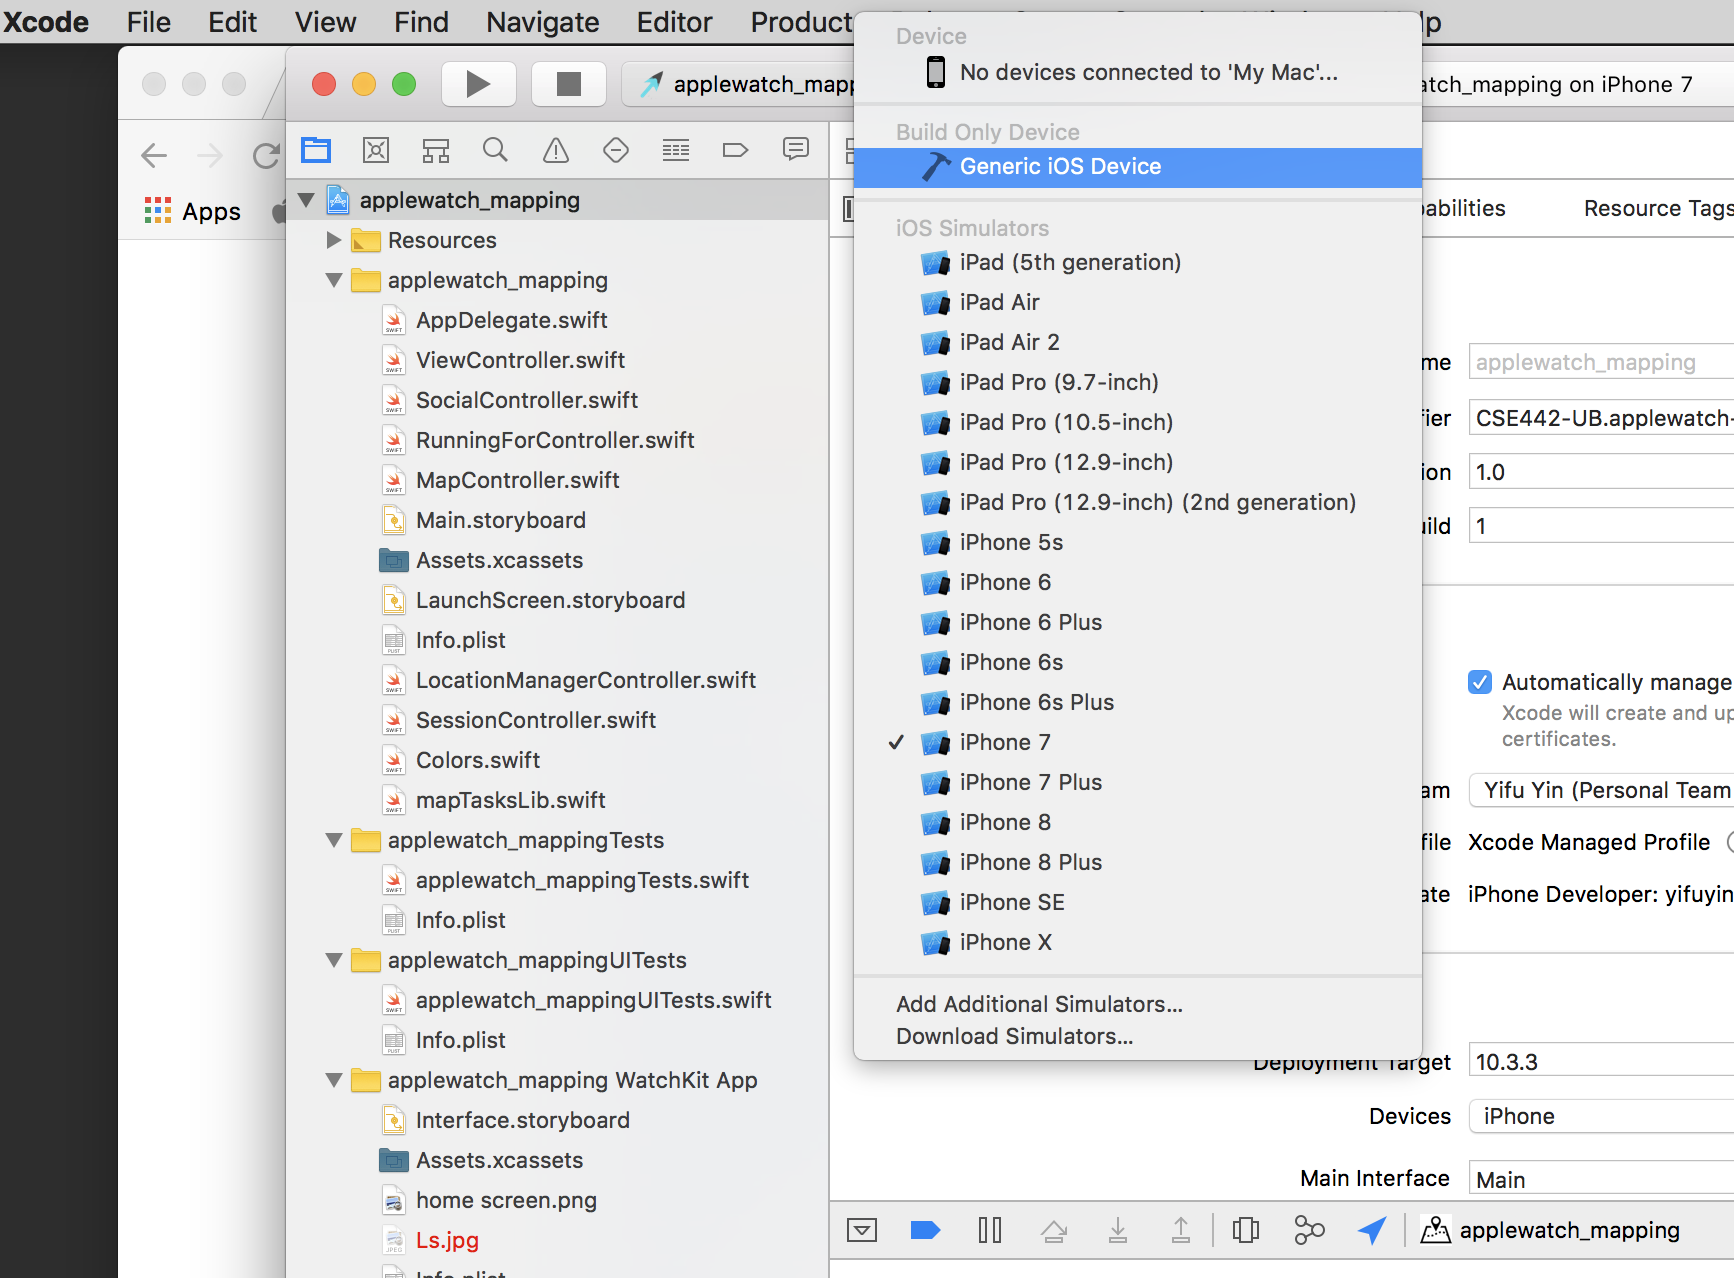 Xcode File Edit View Find Navigate Editor Product
applewatch_mapp
Device
No devices connected to 'My Mac'...
atch_mapping on iPhone 7
Build Only Device
Generic iOS Device
Apps
applewatch_mapping
abilities
Resource Tags
iOS Simulators
Resources
iPad (5th generation)
applewatch_mapping
iPad Air
AppDelegate.swift
iPad Air 2
ViewController.swift
iPad Pro (9.7-inch)
me applewatch_mapping
SocialController.swift
iPad Pro (10.5-inch)
fier CSE442-UB.applewatch-
RunningForController.swift
iPad Pro (12.9-inch)
ion 1.0
MapController.swift
iPad Pro (12.9-inch) (2nd generation)
Main.storyboard
iPhone 5s
uild 1
Assets.xcassets
iPhone 6
LaunchScreen.storyboard
iPhone 6 Plus
Info.plist
iPhone 6s
LocationManagerController.swift
iPhone 6s Plus
Automatically manage
Xcode will create and up
certificates.
SessionController.swift
iPhone 7
Colors.swift
iPhone 7 Plus
am Yifu Yin (Personal Team
mapTasksLib.swift
iPhone 8
file Xcode Managed Profile
applewatch_mappingTests
iPhone 8 Plus
applewatch_mappingTests.swift
iPhone SE
ate iPhone Developer: yifuyin
Info.plist
iPhone X
applewatch_mappingUITests
applewatch_mappingUITests.swift
Add Additional Simulators...
Info.plist
Download Simulators...
Deployment Target 10.3.3
applewatch_mapping WatchKit App
Interface.storyboard
Devices iPhone
Assets.xcassets
Main Interface Main
home screen.png
Ls.jpg
applewatch_mapping
Info.plist